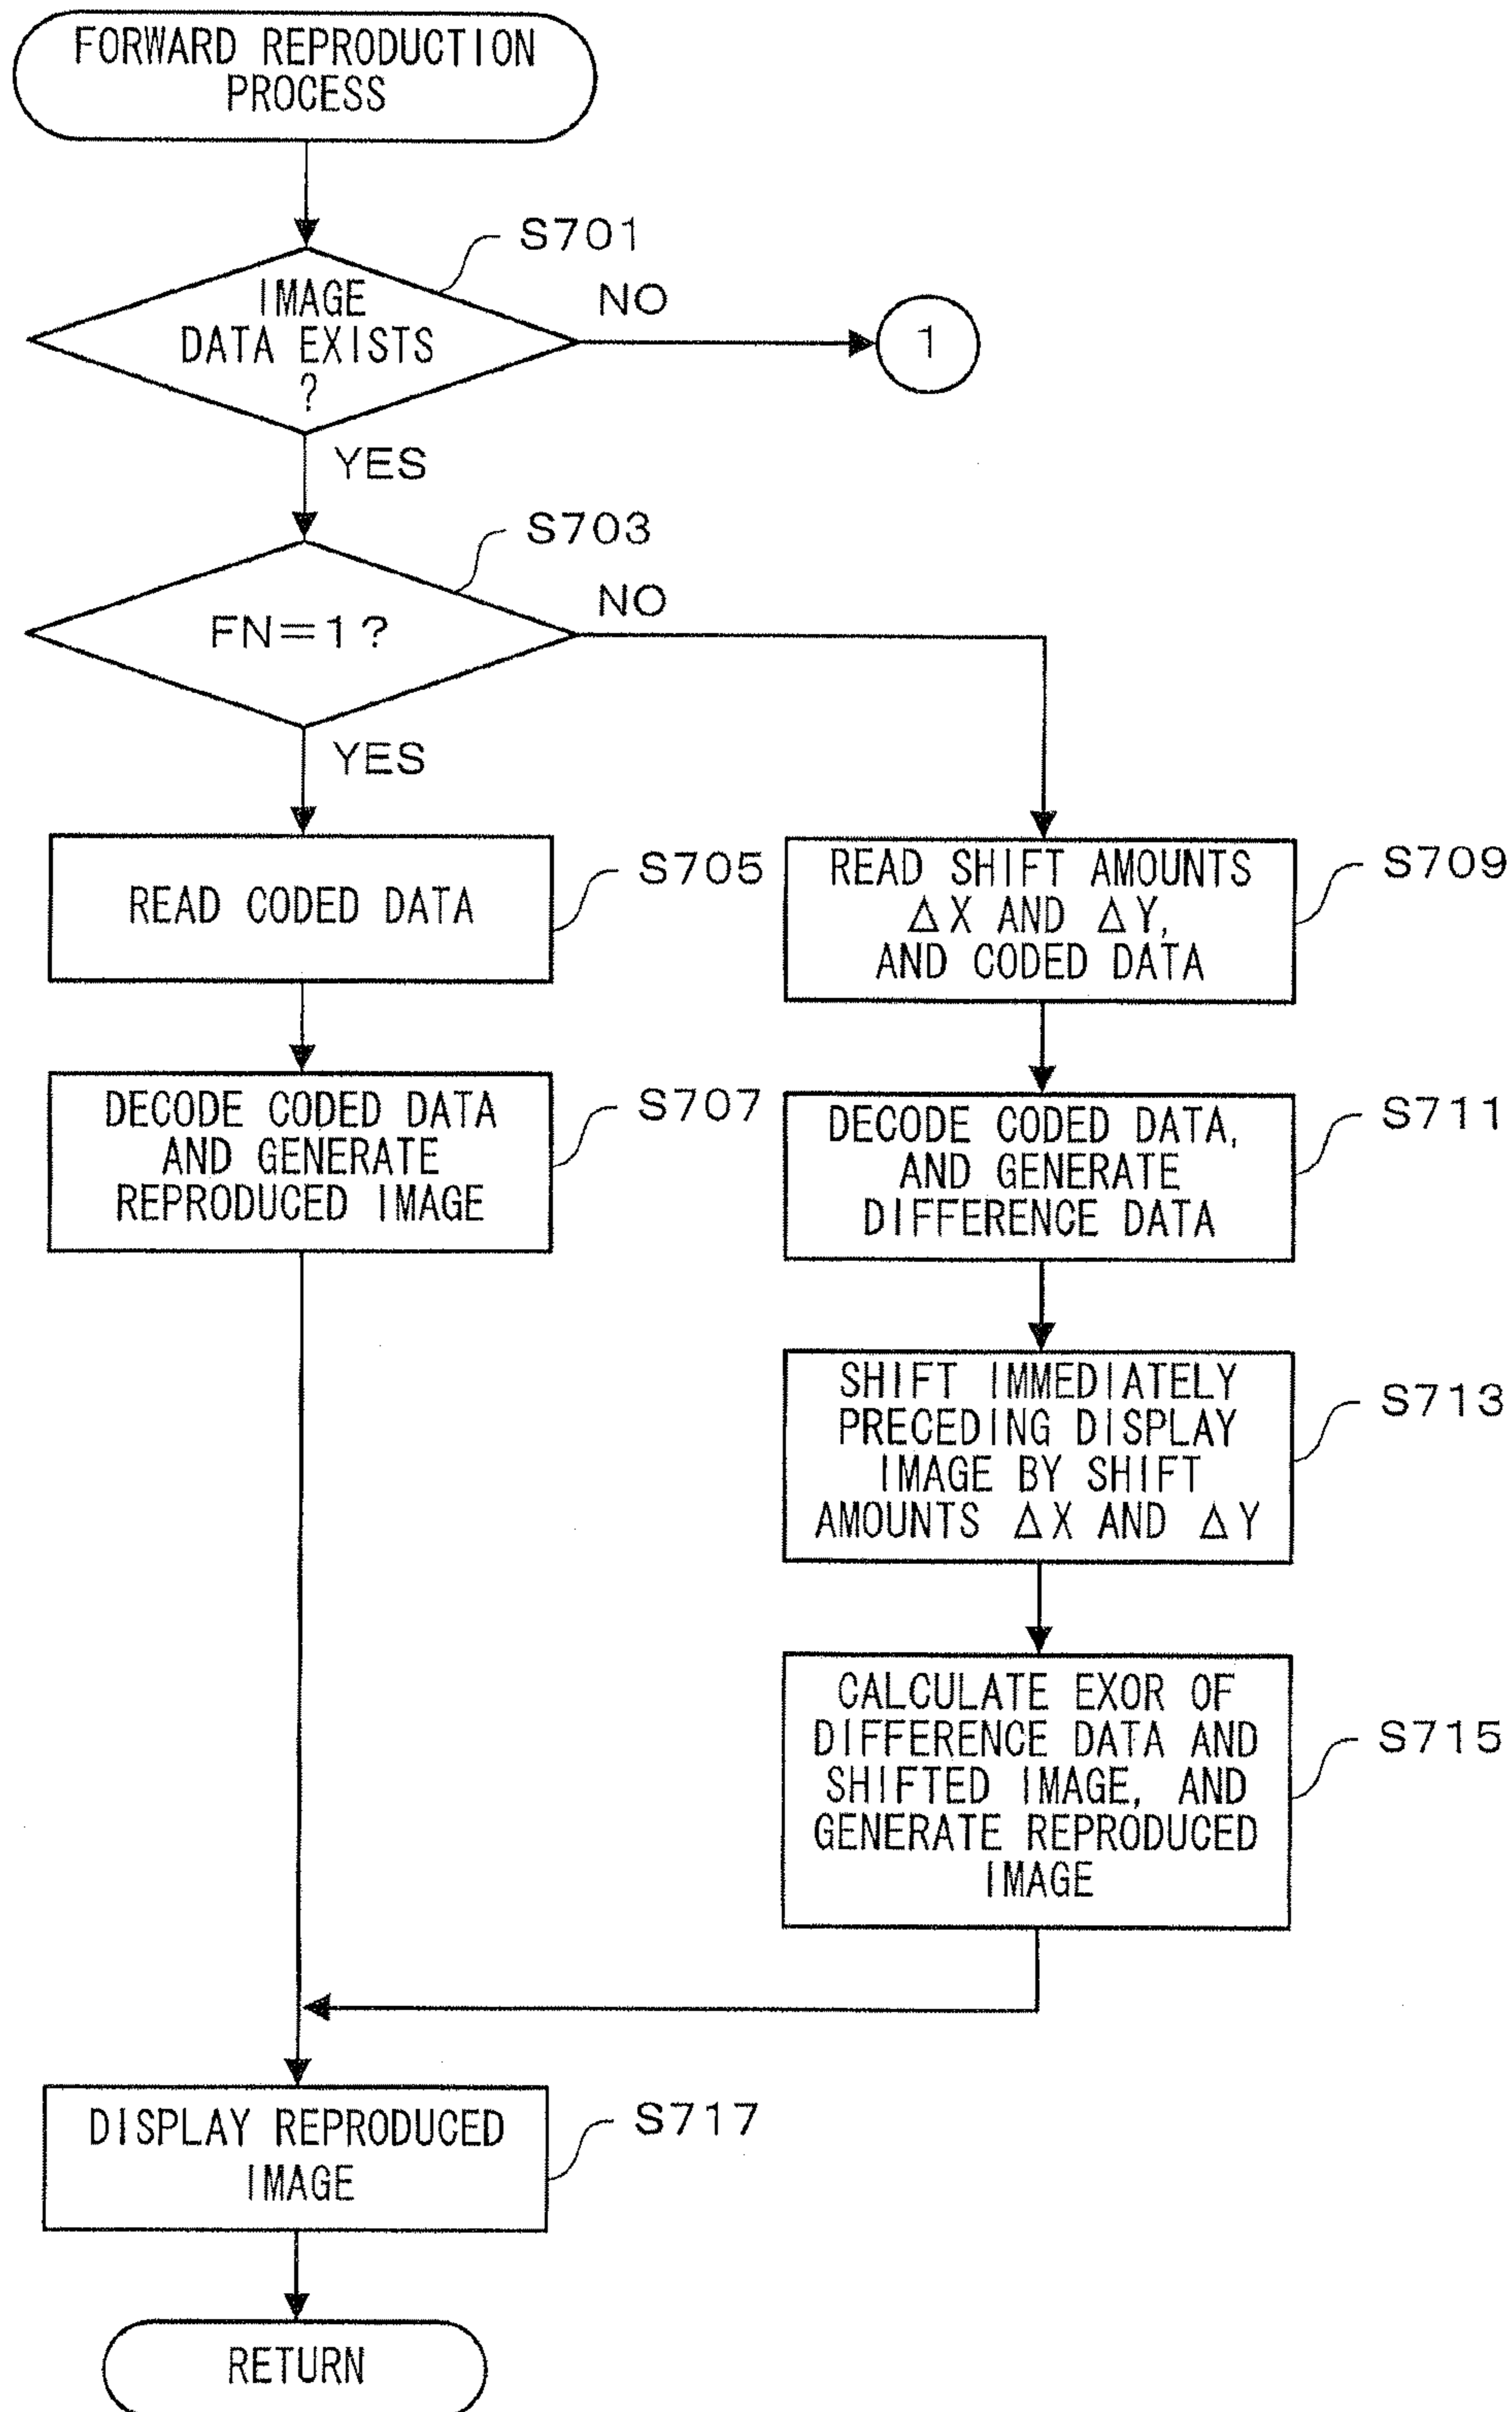 FORWARD REPRODUCTION
PROCESS
S701
IMAGE
DATA EXISTS
?
NO
1
YES
S703
FN=1?
NO
YES
READ CODED DATA
S705
DECODE CODED DATA
AND GENERATE
REPRODUCED IMAGE
S707
READ SHIFT AMOUNTS
ΔX AND ΔY,
AND CODED DATA
S709
DECODE CODED DATA,
AND GENERATE
DIFFERENCE DATA
S711
SHIFT IMMEDIATELY
PRECEDING DISPLAY
IMAGE BY SHIFT
AMOUNTS ΔX AND ΔY
S713
CALCULATE EXOR OF
DIFFERENCE DATA AND
SHIFTED IMAGE, AND
GENERATE REPRODUCED
IMAGE
S715
DISPLAY REPRODUCED
IMAGE
S717
RETURN